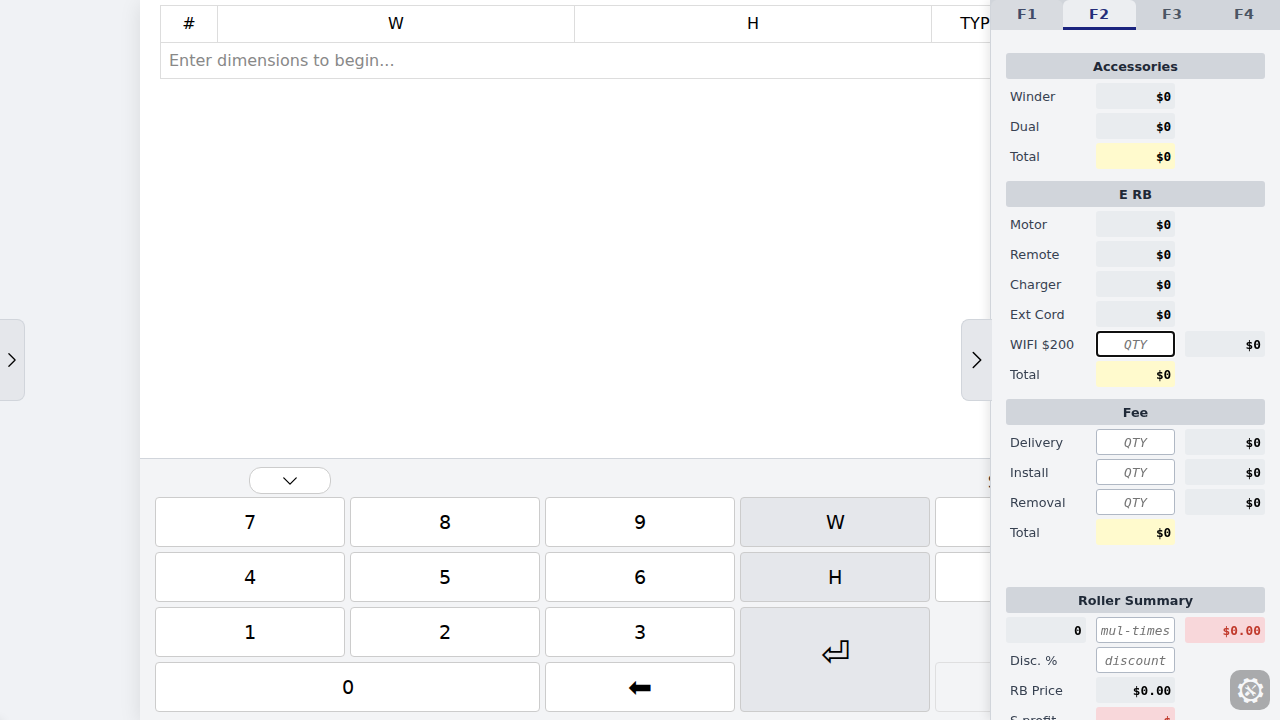 # W H TYP
Enter dimensions to begin...
7 8 9 W
4 5 6 H
1 2 3 ⏎
0 ⬅
F1 F2 F3 F4
Accessories
Winder $0
Dual $0
Total $0
E RB
Motor $0
Remote $0
Charger $0
Ext Cord $0
WIFI $200 QTY $0
Total $0
Fee
Delivery QTY $0
Install QTY $0
Removal QTY $0
Total $0
Roller Summary
0 mul-times $0.00
Disc. % discount
RB Price $0.00
S profit $